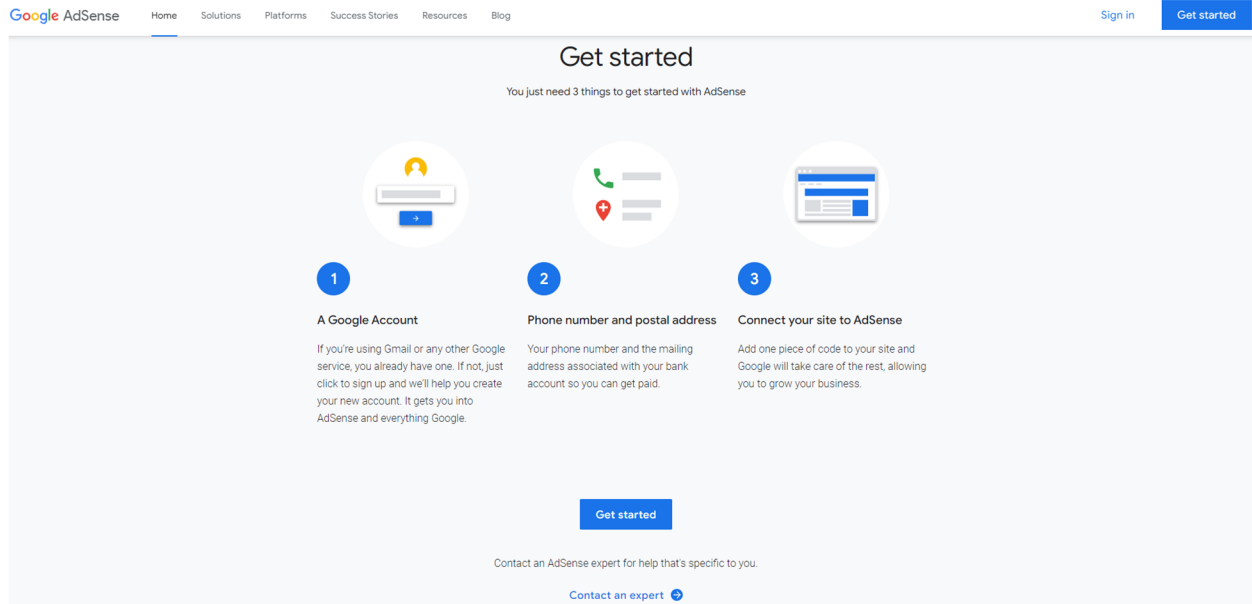 Google AdSense Home Solutions Platforms Success Stories Resources Blog Sign in Get started
Get started
You just need 3 things to get started with AdSense
1
A Google Account
If you're using Gmail or any other Google
service, you already have one. If not, just
click to sign up and we'll help you create
your new account. It gets you into
AdSense and everything Google.
2
Phone number and postal address
Your phone number and the mailing
address associated with your bank
account so you can get paid.
3
Connect your site to AdSense
Add one piece of code to your site and
Google will take care of the rest, allowing
you to grow your business.
Get started
Contact an AdSense expert for help that's specific to you.
Contact an expert